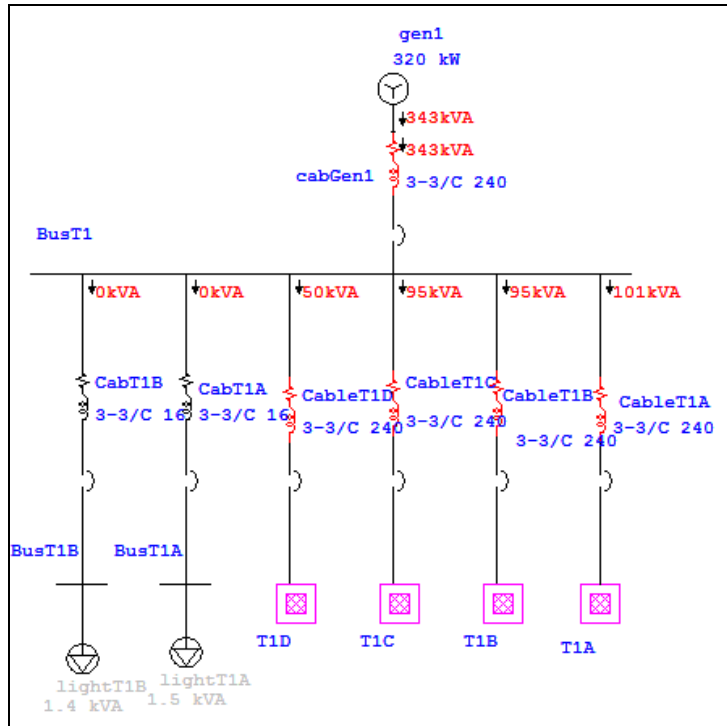 gen1
320 kW
343kVA
343kVA
cabGen1
3-3/C 240
BusT1
0kVA
0kVA
50kVA
95kVA
95kVA
101kVA
CabT1B
3-3/C 16
CabT1A
3-3/C 16
CableT1D
3-3/C 240
CableT1C
3-3/C 240
CableT1B
3-3/C 240
CableT1A
3-3/C 240
BusT1B
BusT1A
T1D
T1C
T1B
T1A
lightT1B
1.4 kVA
lightT1A
1.5 kVA